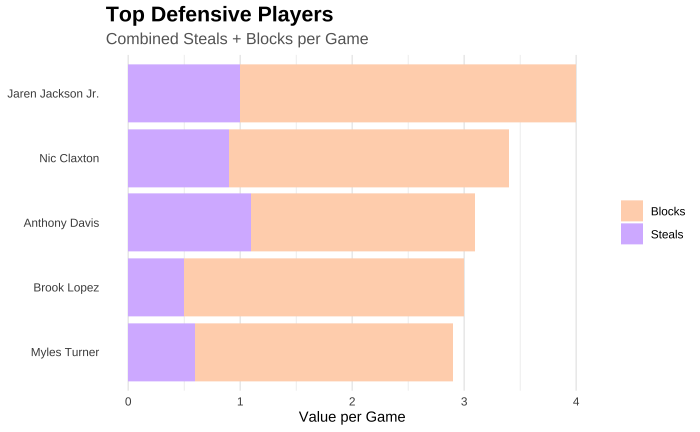 Top Defensive Players
Combined Steals + Blocks per Game
Jaren Jackson Jr.
Nic Claxton
Anthony Davis
Brook Lopez
Myles Turner
Blocks
Steals
0 1 2 3 4
Value per Game